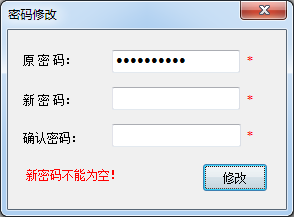 密码修改
原 密 码： ●●●●●●●●●● *
新 密 码： *
确认密码： *
新密码不能为空！
修改